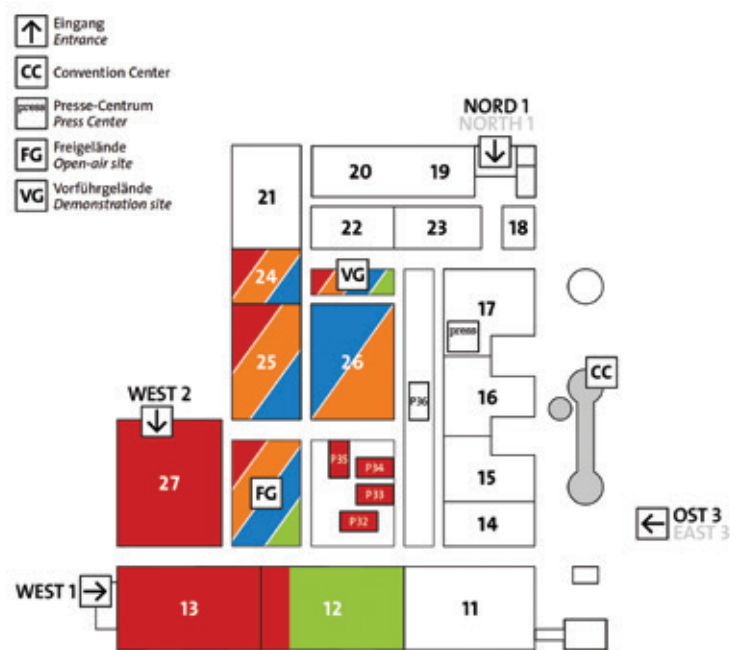 Eingang
Entrance
CC Convention Center
press Presse-Centrum
Press Center
FG Freigelände
Open-air site
VG Vorführgelände
Demonstration site
NORD 1
NORTH 1
20 19
21
22 23 18
24 VG
17
press
25 26
CC
P36 16
WEST 2
P35 P34
27 FG P33
15
P32
14
OST 3
EAST 3
WEST 1
13 12 11